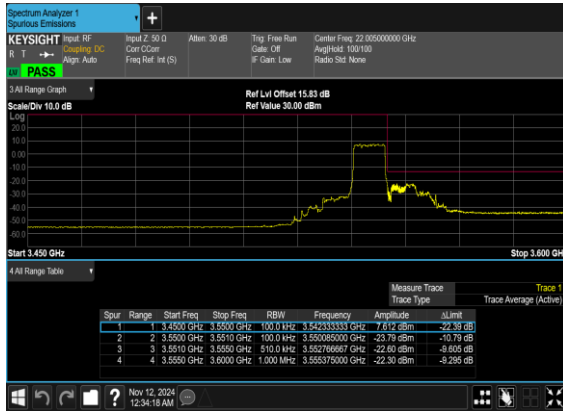 Spectrum Analyzer 1
Spurious Emissions
KEYSIGHT Input: RF Input Z: 50 Ω Atten: 30 dB Trig: Free Run Center Freq: 22.005000000 GHz
R T Coupling: DC Corr CCorr Gate: Off Avg|Hold: 100/100
Align: Auto Freq Ref: Int (S) IF Gain: Low Radio Std: None
LU PASS
3 All Range Graph
Ref Lvl Offset 15.83 dB
Scale/Div 10.0 dB Ref Value 30.00 dBm
Log
20.0
10.0
0.00
-10.0
-20.0
-30.0
-40.0
-50.0
-60.0
Start 3.450 GHz Stop 3.600 GH
4 All Range Table
Measure Trace Trace 1
Trace Type Trace Average (Active)
Spur Range Start Freq Stop Freq RBW Frequency Amplitude ΔLimit
1 1 3.4500 GHz 3.5500 GHz 100.0 kHz 3.542333333 GHz 7.612 dBm -22.39 dB
2 2 3.5500 GHz 3.5510 GHz 100.0 kHz 3.550085000 GHz -23.79 dBm -10.79 dB
3 3 3.5510 GHz 3.5550 GHz 510.0 kHz 3.552766667 GHz -22.60 dBm -9.605 dB
4 4 3.5550 GHz 3.6000 GHz 1.000 MHz 3.555375000 GHz -22.30 dBm -9.295 dB
? Nov 12, 2024
12:34:18 AM